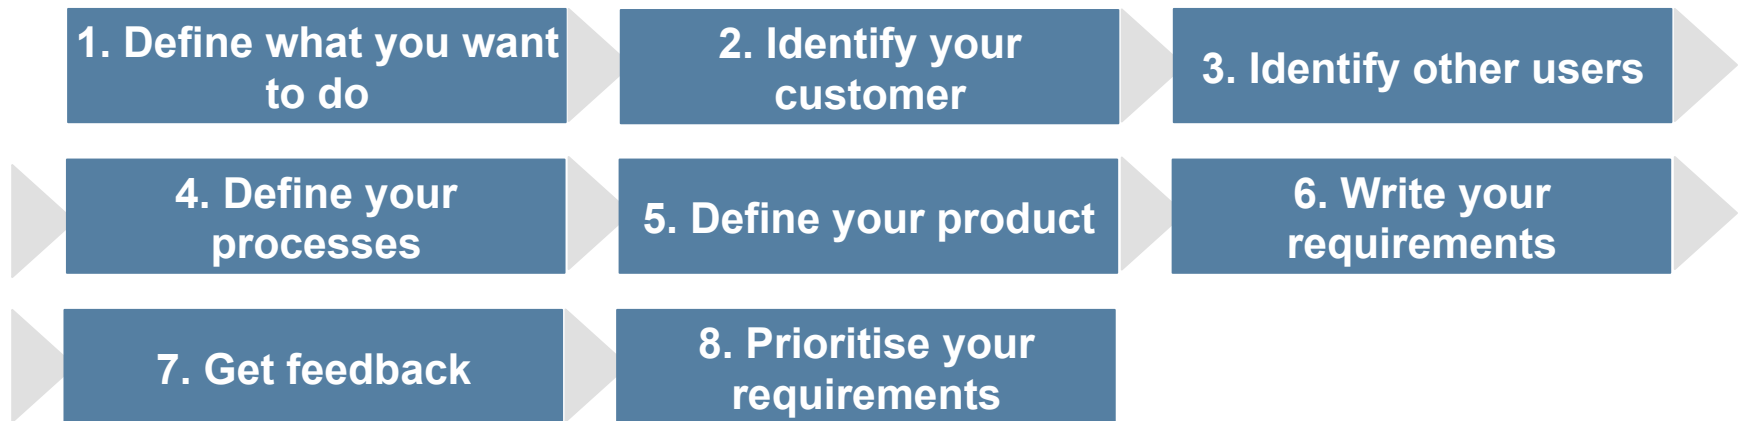 1. Define what you want
to do
2. Identify your
customer
3. Identify other users
4. Define your
processes
5. Define your product
6. Write your
requirements
7. Get feedback
8. Prioritise your
requirements